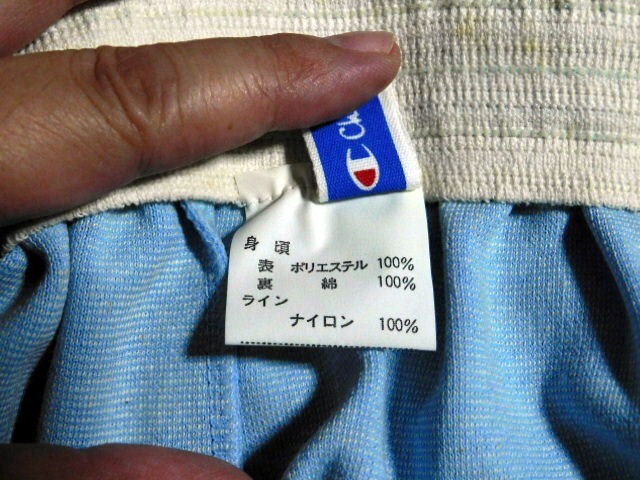 身頃
表 ポリエステル 100%
裏 綿 100%
ライン
ナイロン 100%